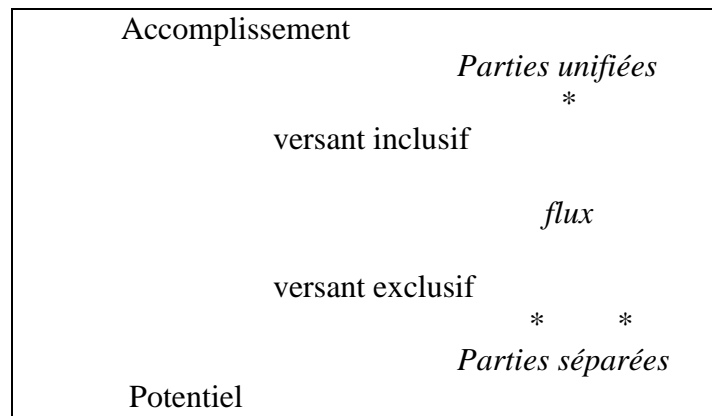 Accomplissement
Parties unifiées
*
versant inclusif
flux
versant exclusif
* *
Parties séparées
Potentiel